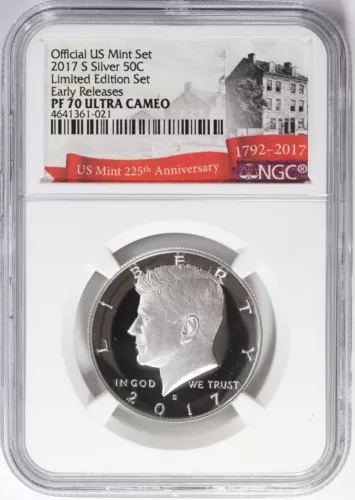 Official US Mint Set
2017 S Silver 50C
Limited Edition Set
Early Releases
PF 70 ULTRA CAMEO
4641361-021
1792-2017
US Mint 225th Anniversary
NGC®
LIBERTY
IN GOD WE TRUST
S
2017